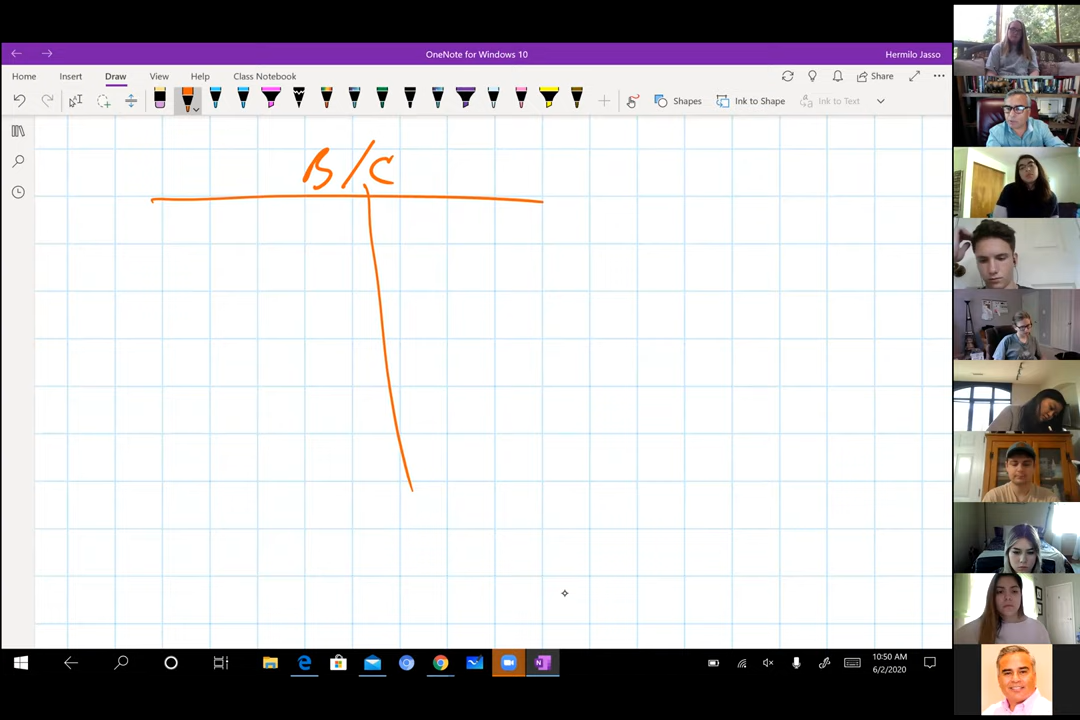 OneNote for Windows 10
Hermilo Jasso
Home Insert Draw View Help Class Notebook
Share
Shapes Ink to Shape Ink to Text
B/C
10:50 AM
6/2/2020